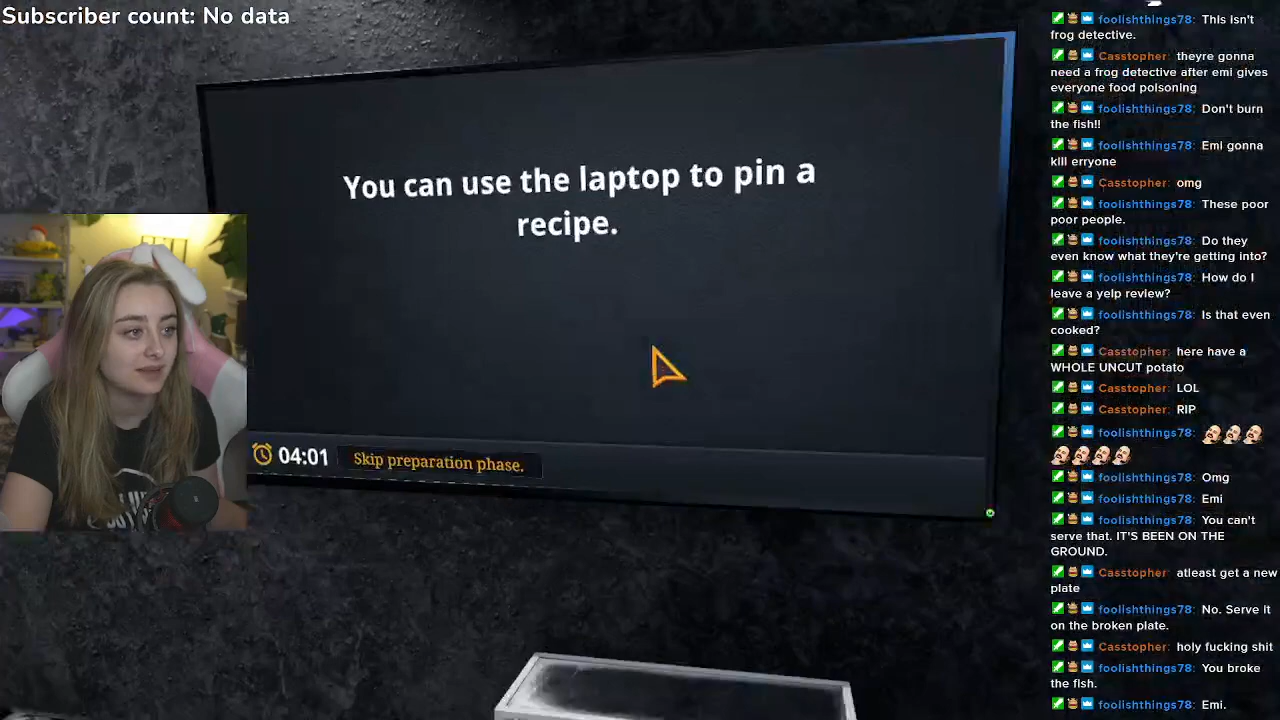 Subscriber count: No data
You can use the laptop to pin a
recipe.
04:01 Skip preparation phase.
foolishthings78: This isn't
frog detective.
Casstopher: theyre gonna
need a frog detective after emi gives
everyone food poisoning
foolishthings78: Don't burn
the fish!!
foolishthings78: Emi gonna
kill erryone
Casstopher: omg
foolishthings78: These poor
poor people.
foolishthings78: Do they
even know what they're getting into?
foolishthings78: How do I
leave a yelp review?
foolishthings78: Is that even
cooked?
Casstopher: here have a
WHOLE UNCUT potato
Casstopher: LOL
Casstopher: RIP
foolishthings78:
foolishthings78: Omg
foolishthings78: Emi
foolishthings78: You can't
serve that. IT'S BEEN ON THE
GROUND.
Casstopher: atleast get a new
plate
foolishthings78: No. Serve it
on the broken plate.
Casstopher: holy fucking shit
foolishthings78: You broke
the fish.
foolishthings78: Emi.